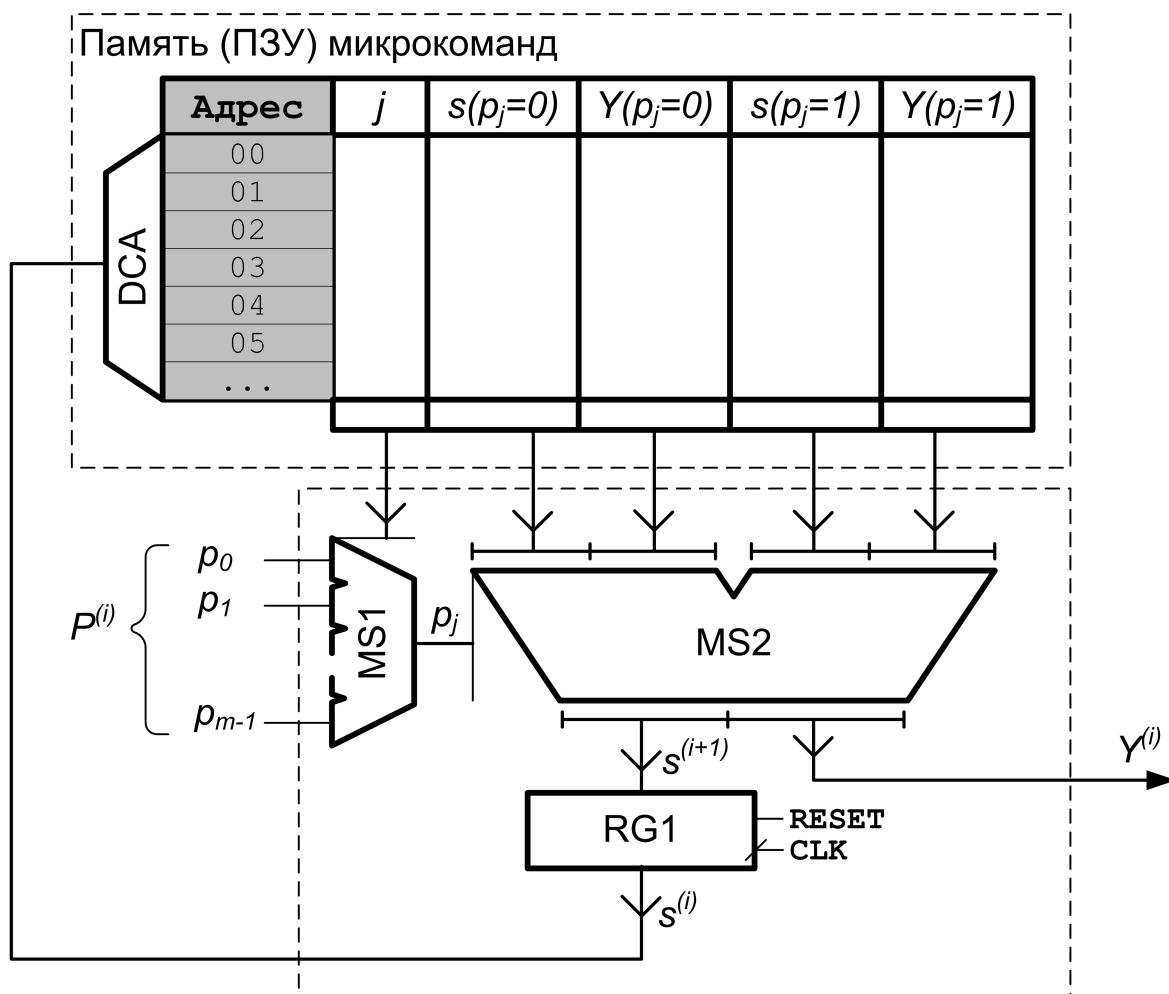 Память (ПЗУ) микрокоманд
Адрес j s(pj=0) Y(pj=0) s(pj=1) Y(pj=1)
00
01
02
03
04
05
...
DCA
P(i)
p0
p1
pm-1
MS1
pj
MS2
s(i+1)
Y(i)
RG1
RESET
CLK
s(i)